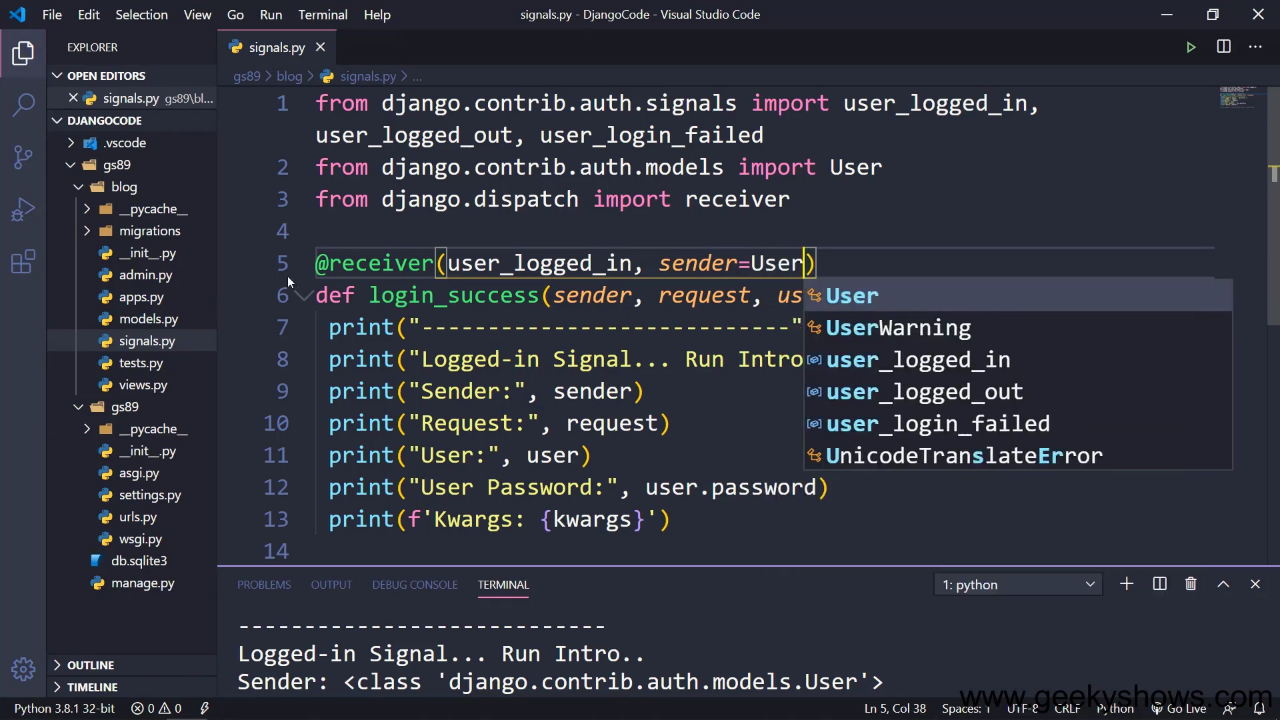 File Edit Selection View Go Run Terminal Help signals.py - DjangoCode - Visual Studio Code
EXPLORER
OPEN EDITORS
signals.py gs89\bl...
DJANGOCODE
.vscode
gs89
blog
__pycache__
migrations
__init__.py
admin.py
apps.py
models.py
signals.py
tests.py
views.py
gs89
__pycache__
__init__.py
asgi.py
settings.py
urls.py
wsgi.py
db.sqlite3
manage.py
OUTLINE
TIMELINE
signals.py
gs89 > blog > signals.py > ...
1 from django.contrib.auth.signals import user_logged_in,
user_logged_out, user_login_failed
2 from django.contrib.auth.models import User
3 from django.dispatch import receiver
4
5 @receiver(user_logged_in, sender=User)
6 def login_success(sender, request, us
7 print("----------------------------"
8 print("Logged-in Signal... Run Intro
9 print("Sender:", sender)
10 print("Request:", request)
11 print("User:", user)
12 print("User Password:", user.password)
13 print(f'Kwargs: {kwargs}')
14
User
UserWarning
user_logged_in
user_logged_out
user_login_failed
UnicodeTranslateError
PROBLEMS OUTPUT DEBUG CONSOLE TERMINAL 1: python
----------------------------
Logged-in Signal... Run Intro..
Sender: <class 'django.contrib.auth.models.User'>
www.geekyshows.com
Python 3.8.1 32-bit 0 0 Ln 5, Col 38 Spaces: 1 UTF-8 CRLF Python Go Live